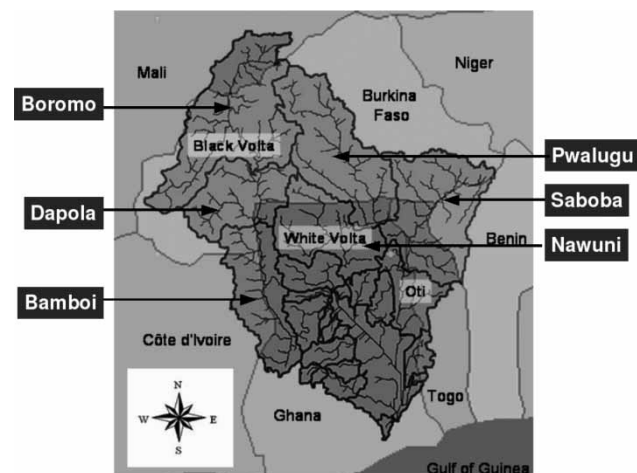 Mali
Niger
Boromo
Burkina
Faso
Black Volta
Pwalugu
Saboba
Dapola
White Volta
Nawuni
Benin
Oti
Bamboi
Côte d'Ivoire
N
W
E
S
Togo
Ghana
Gulf of Guinea